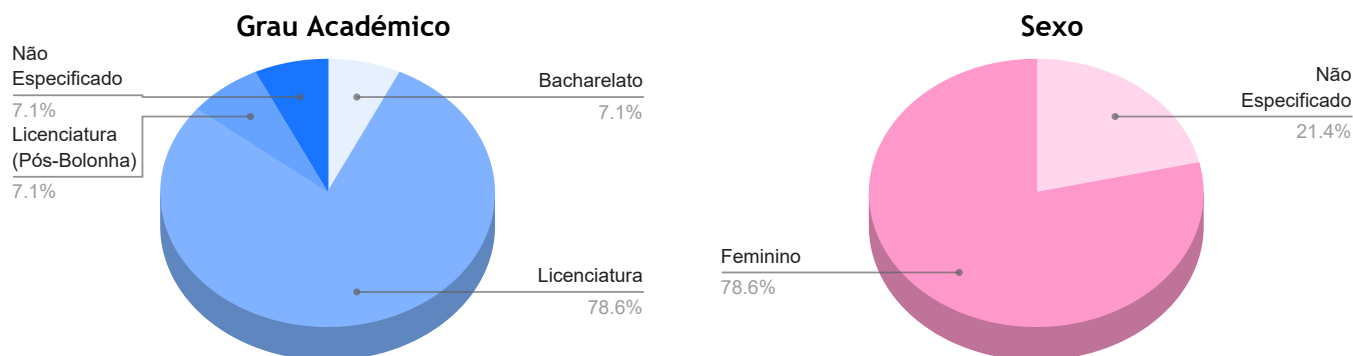 Grau Académico
Não
Especificado
7.1%
Licenciatura
(Pós-Bolonha)
7.1%
Bacharelato
7.1%
Licenciatura
78.6%
Sexo
Não
Especificado
21.4%
Feminino
78.6%